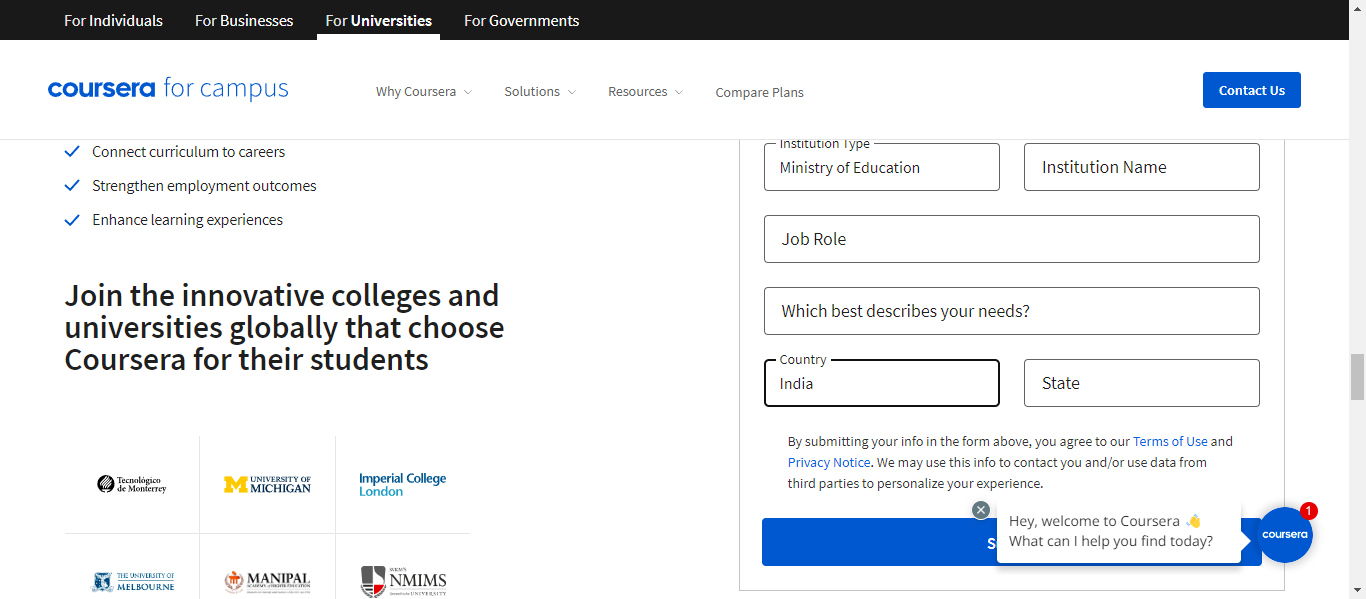 For Individuals
For Businesses
For Universities
For Governments
coursera for campus
Why Coursera
Solutions
Resources
Compare Plans
Contact Us
Connect curriculum to careers
Strengthen employment outcomes
Enhance learning experiences
Join the innovative colleges and
universities globally that choose
Coursera for their students
Tecnológico
de Monterrey
UNIVERSITY OF
MICHIGAN
Imperial College
London
THE UNIVERSITY OF
MELBOURNE
MANIPAL
SVKM'S
NMIMS
Institution Type
Ministry of Education
Institution Name
Job Role
Which best describes your needs?
Country
India
State
By submitting your info in the form above, you agree to our Terms of Use and
Privacy Notice. We may use this info to contact you and/or use data from
third parties to personalize your experience.
S
Hey, welcome to Coursera 👋
What can I help you find today?
coursera
1